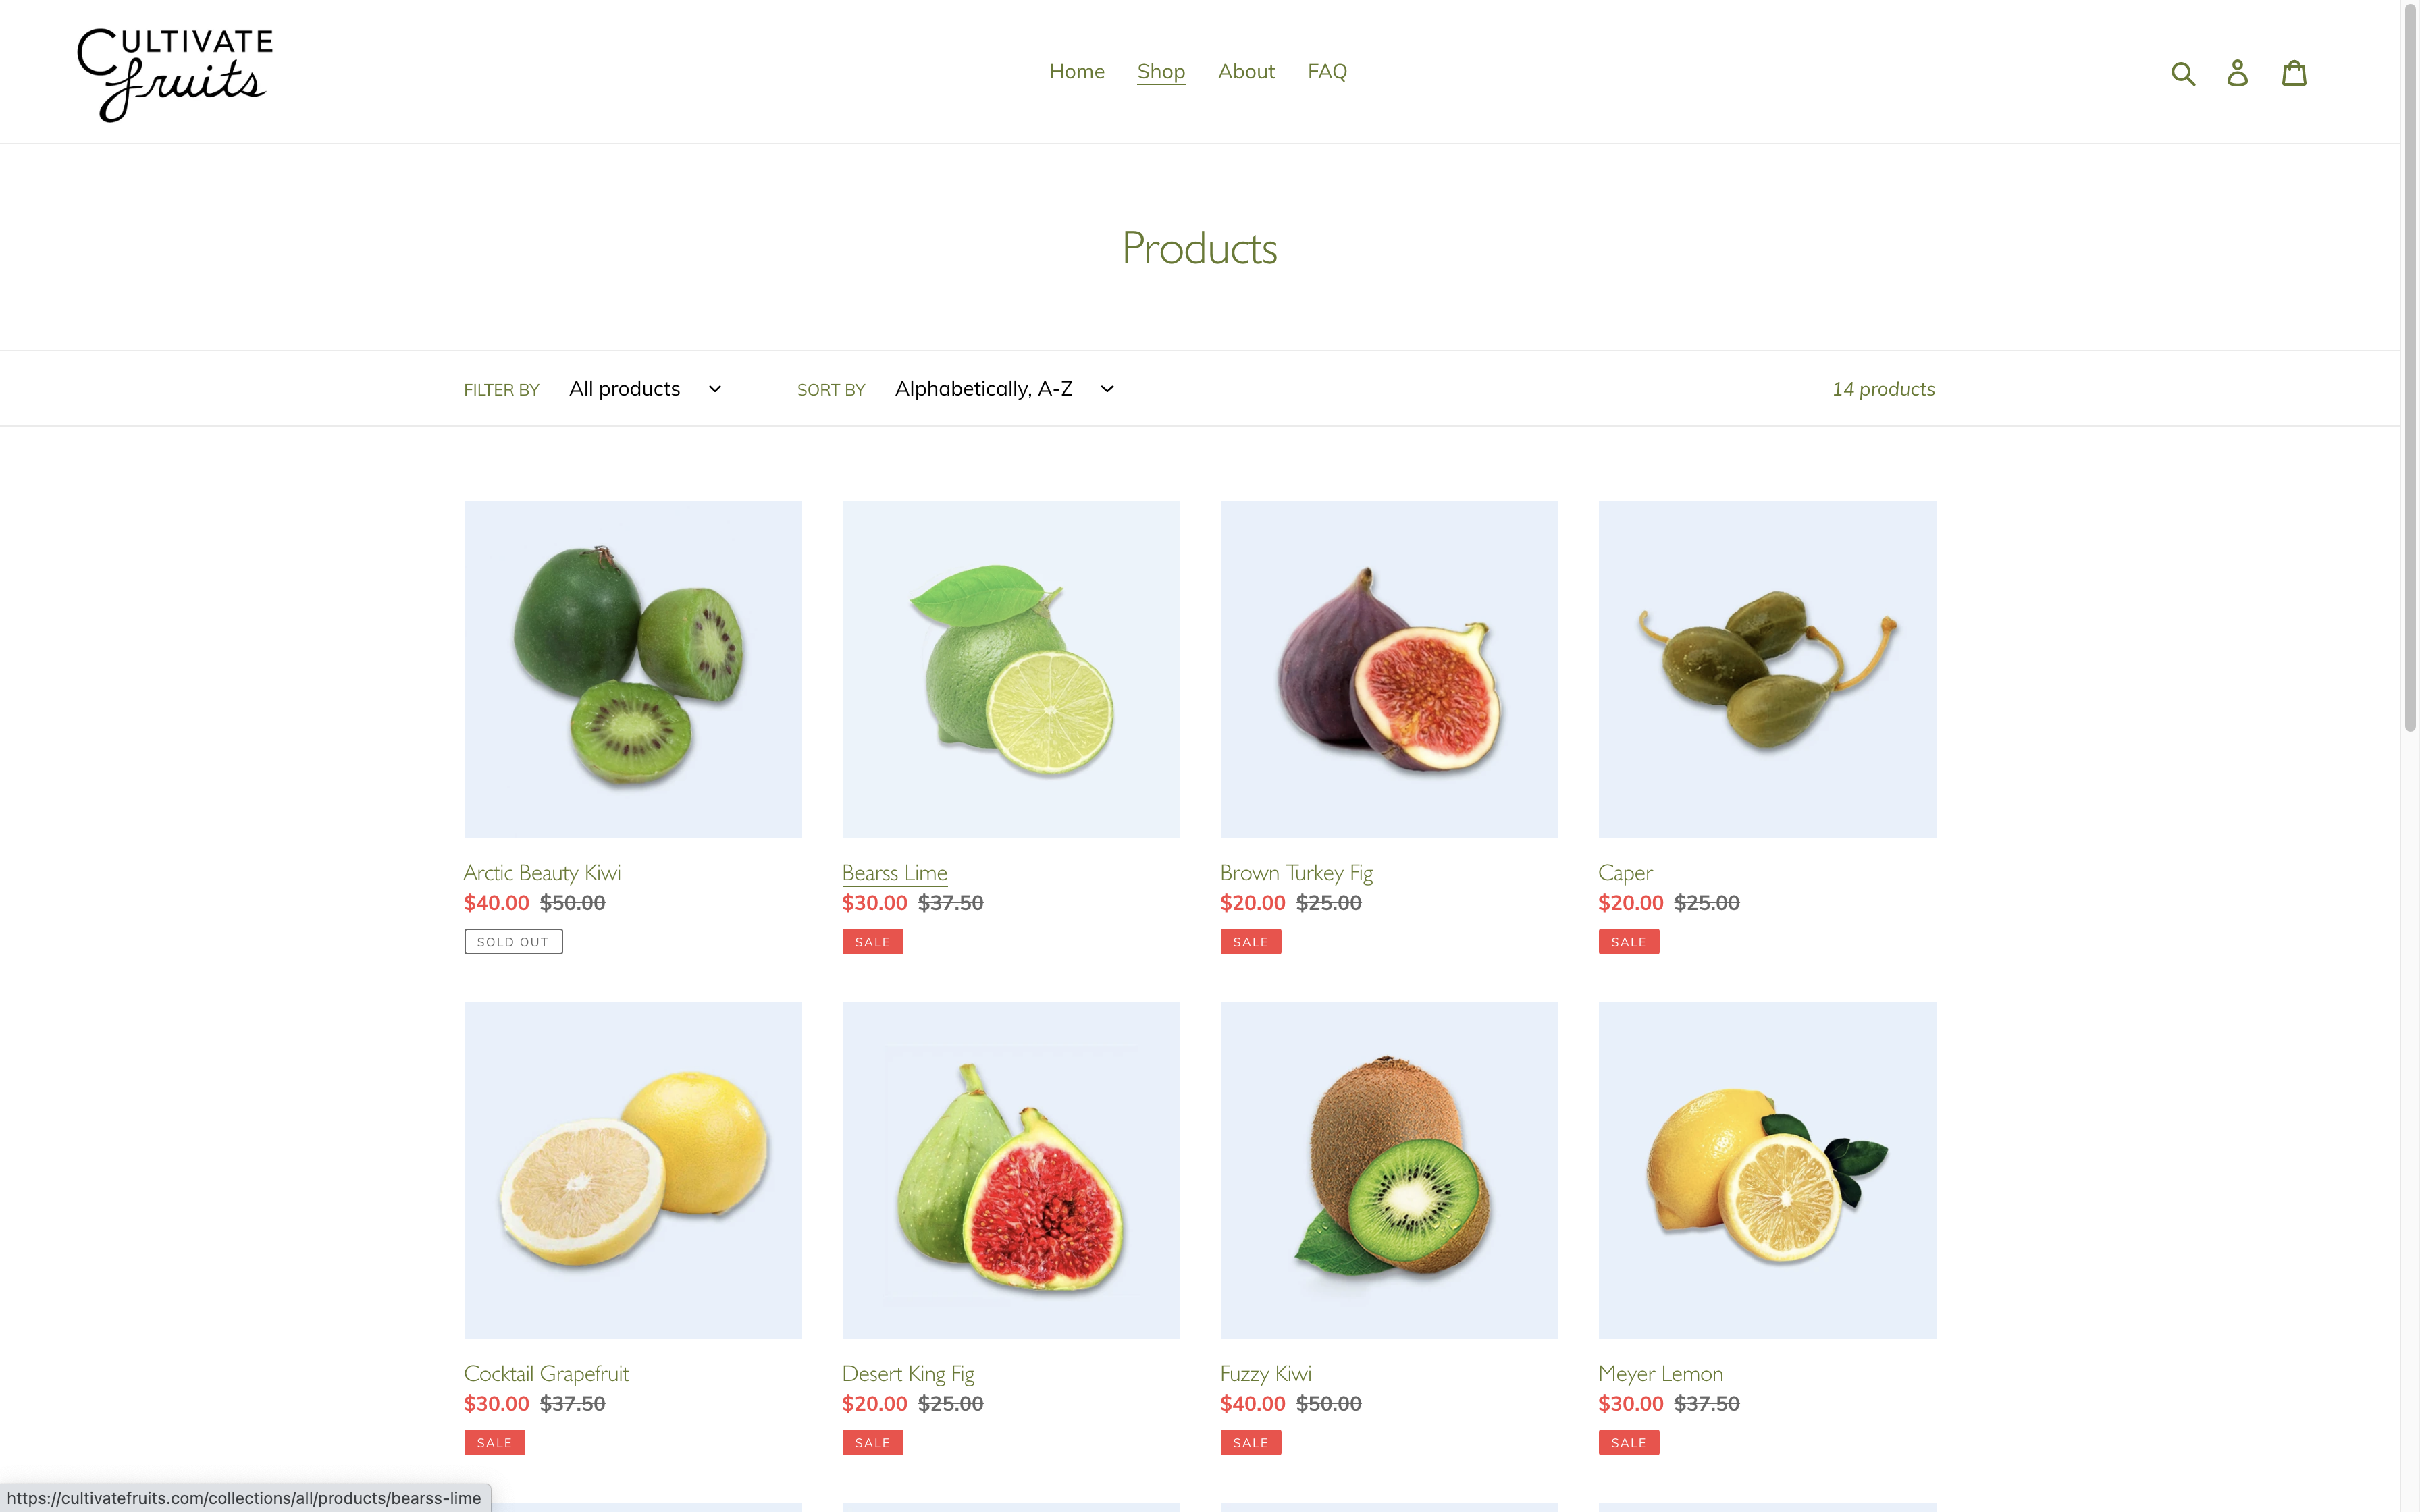 CULTIVATE
fruits
Home Shop About FAQ
Products
FILTER BY All products SORT BY Alphabetically, A-Z 14 products
Arctic Beauty Kiwi
$40.00 $50.00
SOLD OUT
Bearss Lime
$30.00 $37.50
SALE
Brown Turkey Fig
$20.00 $25.00
SALE
Caper
$20.00 $25.00
SALE
Cocktail Grapefruit
$30.00 $37.50
SALE
Desert King Fig
$20.00 $25.00
SALE
Fuzzy Kiwi
$40.00 $50.00
SALE
Meyer Lemon
$30.00 $37.50
SALE
https://cultivatefruits.com/collections/all/products/bearss-lime